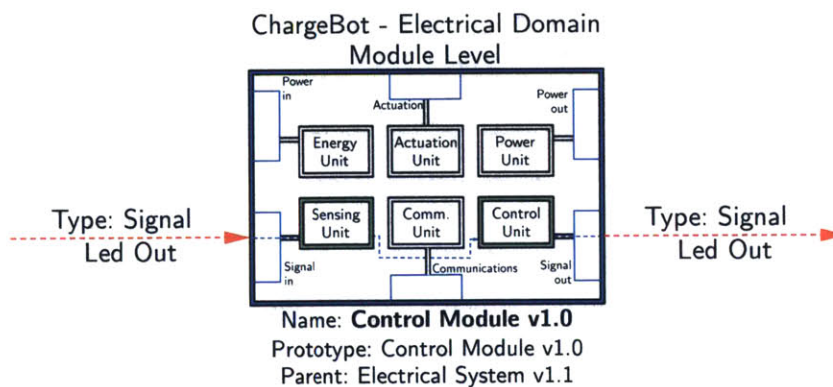 ChargeBot - Electrical Domain
Module Level
Power
in
Actuation
Power
out
Energy
Unit
Actuation
Unit
Power
Unit
Type: Signal
Led Out
Sensing
Unit
Comm.
Unit
Control
Unit
Type: Signal
Led Out
Signal
in
Communications
Signal
out
Name: Control Module v1.0
Prototype: Control Module v1.0
Parent: Electrical System v1.1